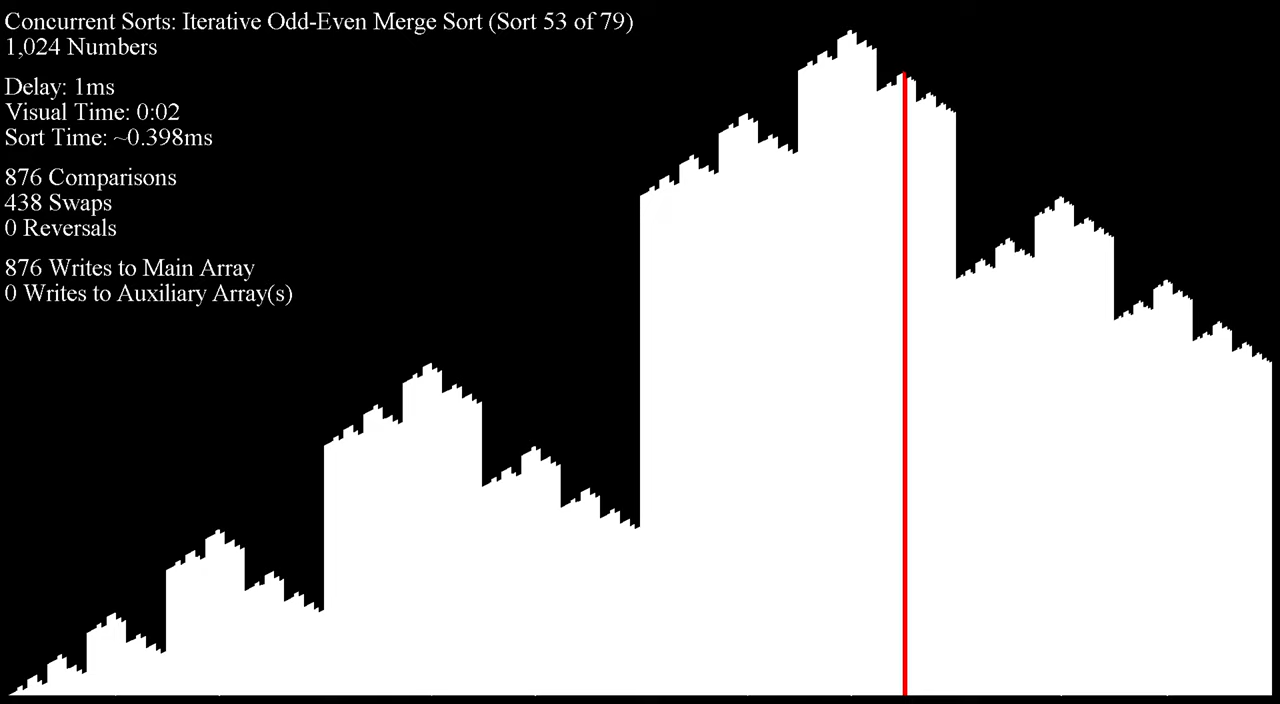 Concurrent Sorts: Iterative Odd-Even Merge Sort (Sort 53 of 79)
1,024 Numbers
Delay: 1ms
Visual Time: 0:02
Sort Time: ~0.398ms
876 Comparisons
438 Swaps
0 Reversals
876 Writes to Main Array
0 Writes to Auxiliary Array(s)